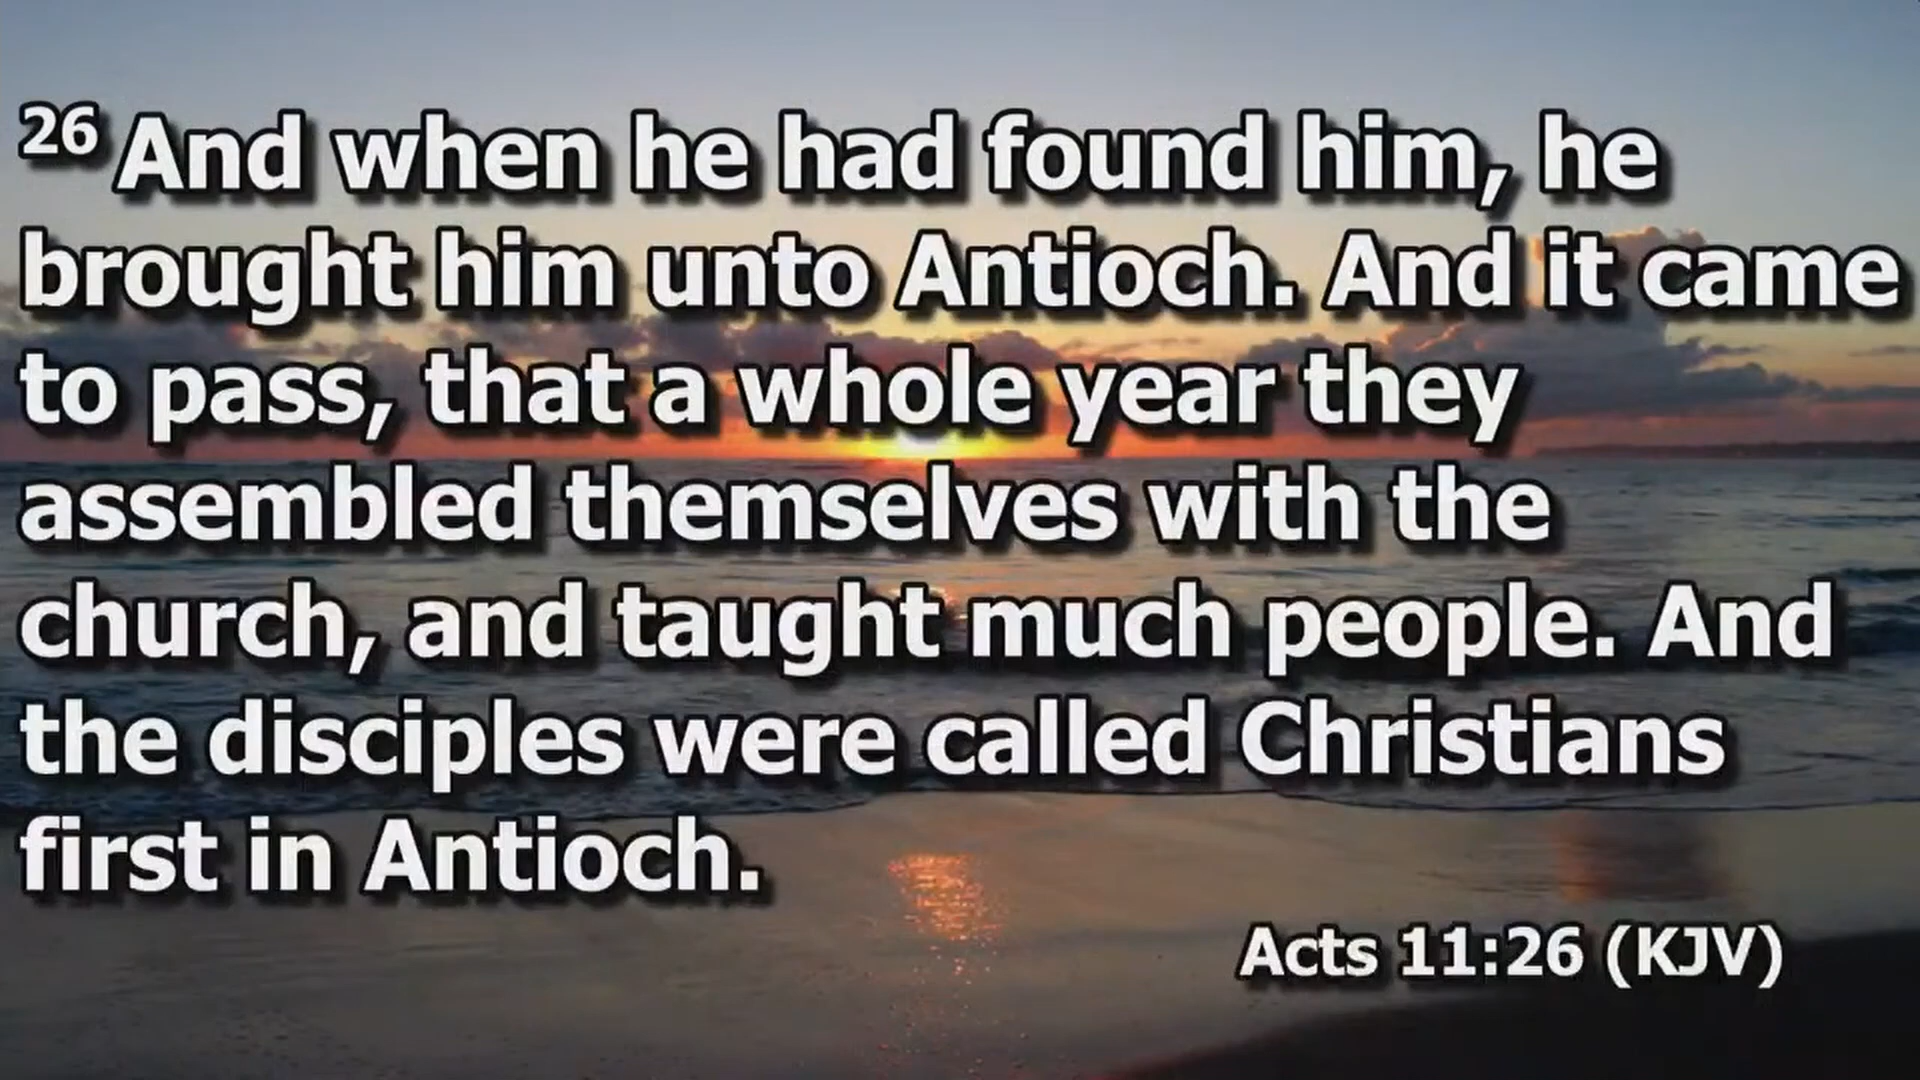 26 And when he had found him, he
brought him unto Antioch. And it came
to pass, that a whole year they
assembled themselves with the
church, and taught much people. And
the disciples were called Christians
first in Antioch.
Acts 11:26 (KJV)